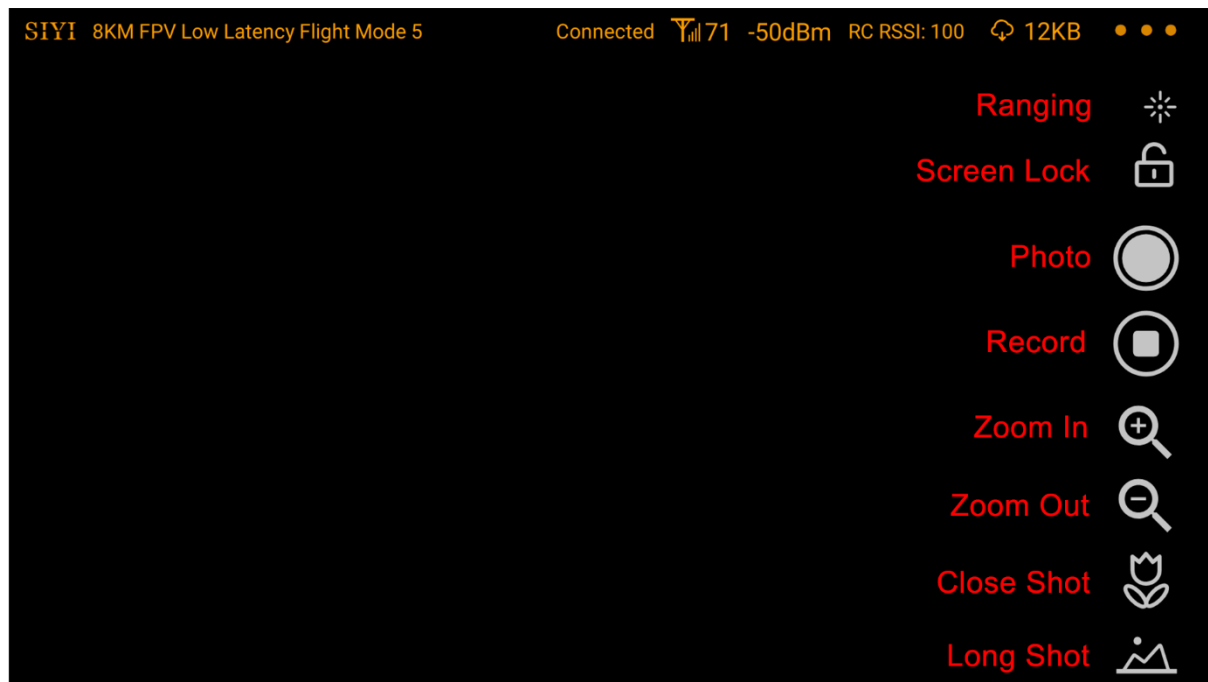 SIYI 8KM FPV Low Latency Flight Mode 5 Connected 71 -50dBm RC RSSI: 100 12KB
Ranging
Screen Lock
Photo
Record
Zoom In
Zoom Out
Close Shot
Long Shot